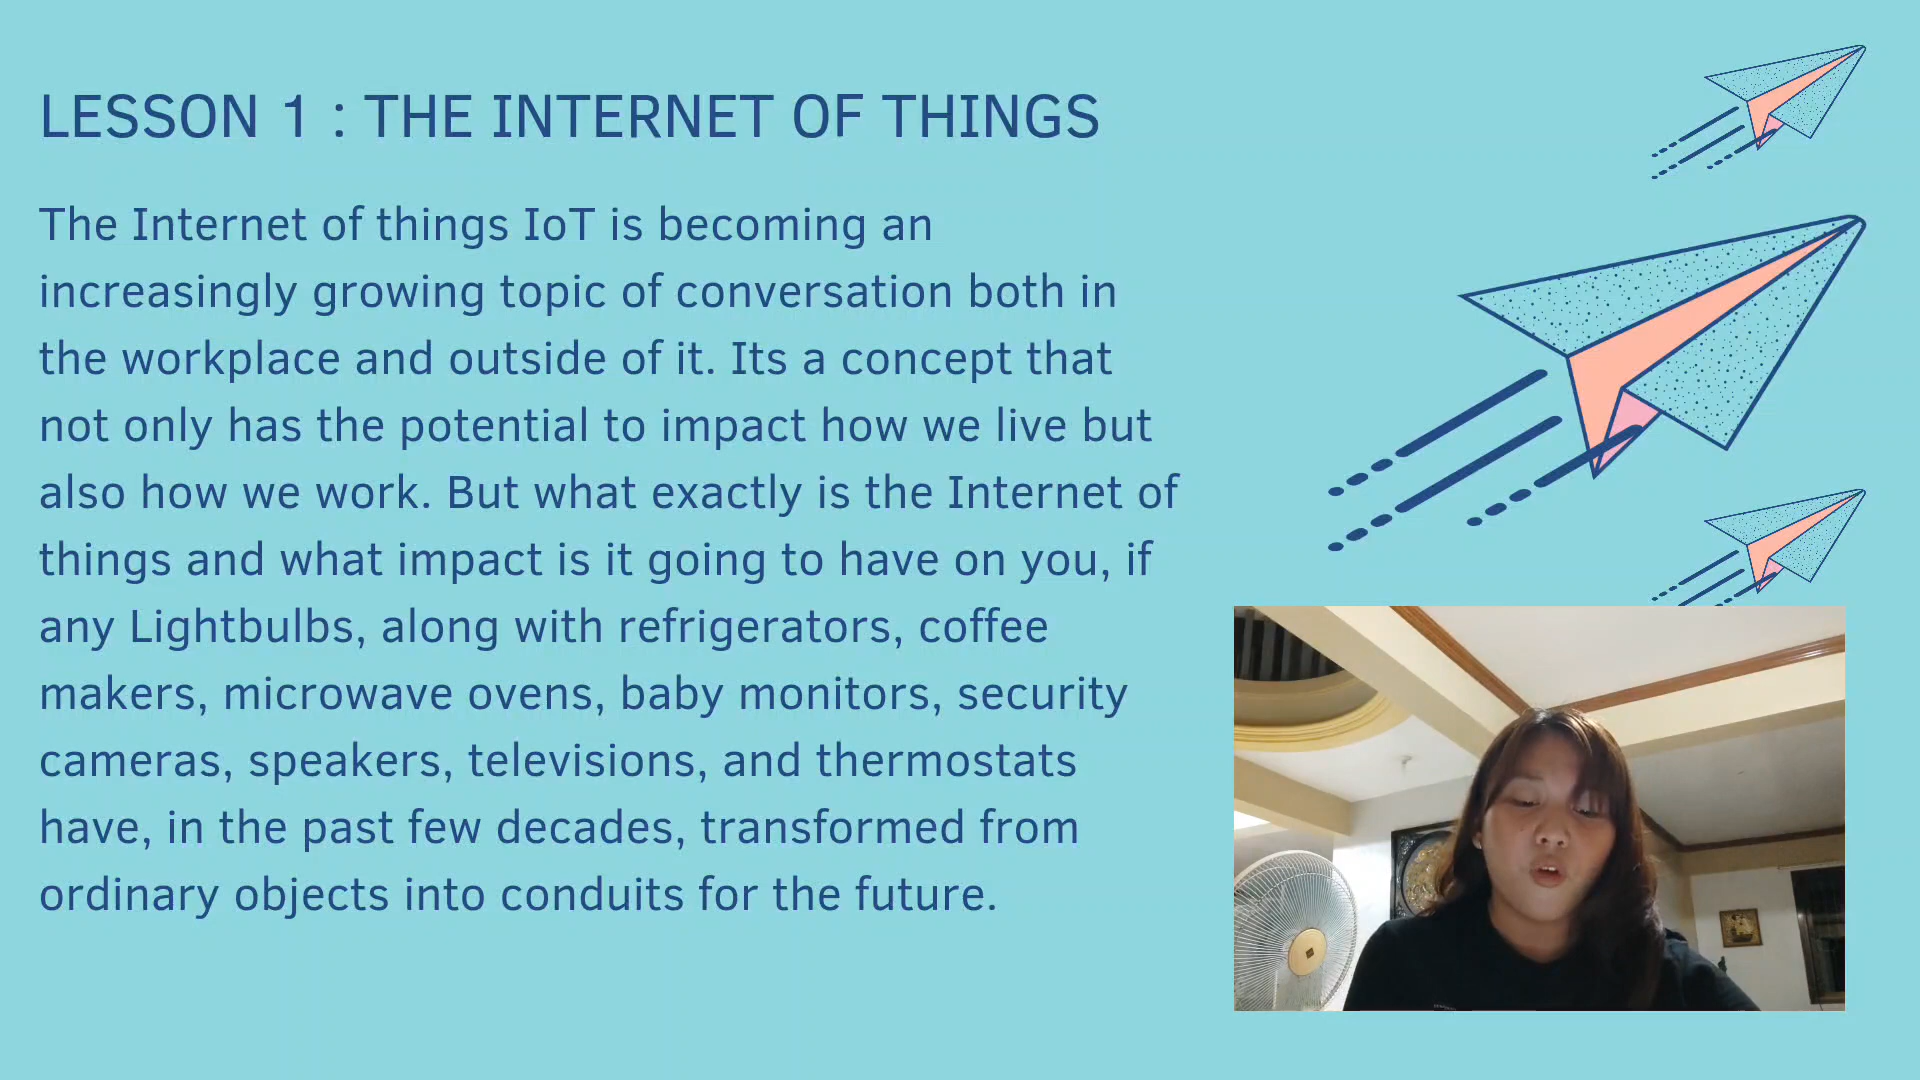 LESSON 1 : THE INTERNET OF THINGS
The Internet of things IoT is becoming an
increasingly growing topic of conversation both in
the workplace and outside of it. Its a concept that
not only has the potential to impact how we live but
also how we work. But what exactly is the Internet of
things and what impact is it going to have on you, if
any Lightbulbs, along with refrigerators, coffee
makers, microwave ovens, baby monitors, security
cameras, speakers, televisions, and thermostats
have, in the past few decades, transformed from
ordinary objects into conduits for the future.